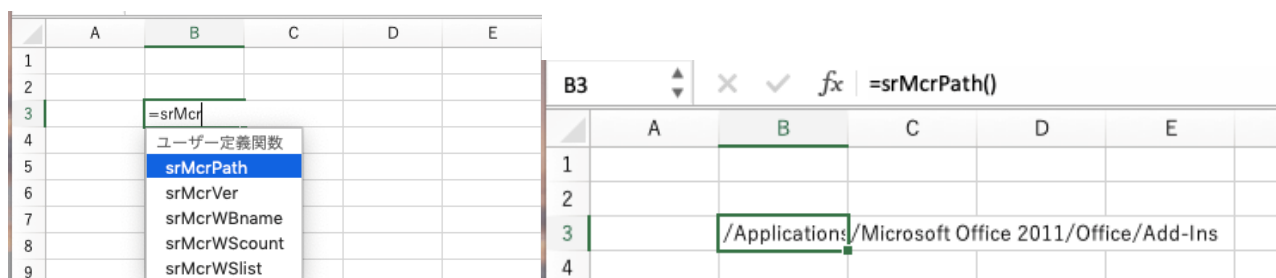 A B C D E
1
2
3 =srMcr
4 ユーザー定義関数
5 srMcrPath
6 srMcrVer
7 srMcrWBname
8 srMcrWScount
9 srMcrWSlist
B3 fx =srMcrPath()
A B C D E
1
2
3 /Applications/Microsoft Office 2011/Office/Add-Ins
4